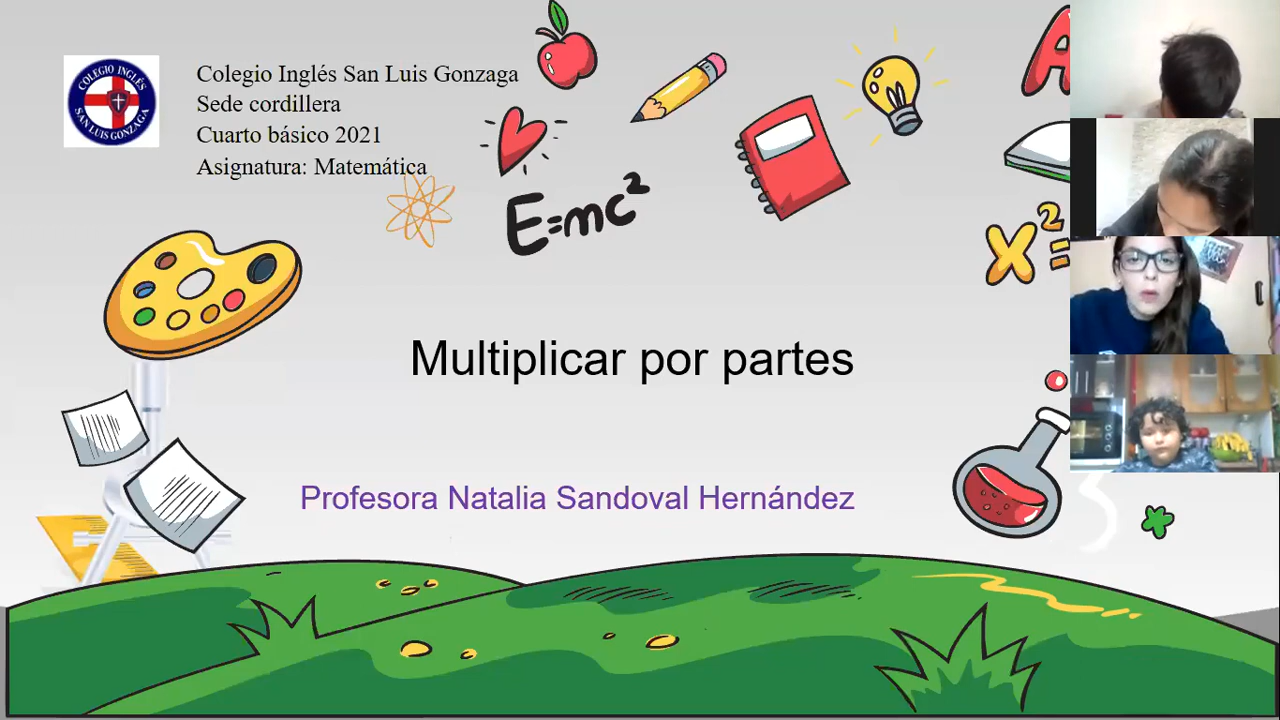 COLEGIO INGLÉS
SAN LUIS GONZAGA
Colegio Inglés San Luis Gonzaga
Sede cordillera
Cuarto básico 2021
Asignatura: Matemática
E=mc²
A
X²=
Multiplicar por partes
Profesora Natalia Sandoval Hernández